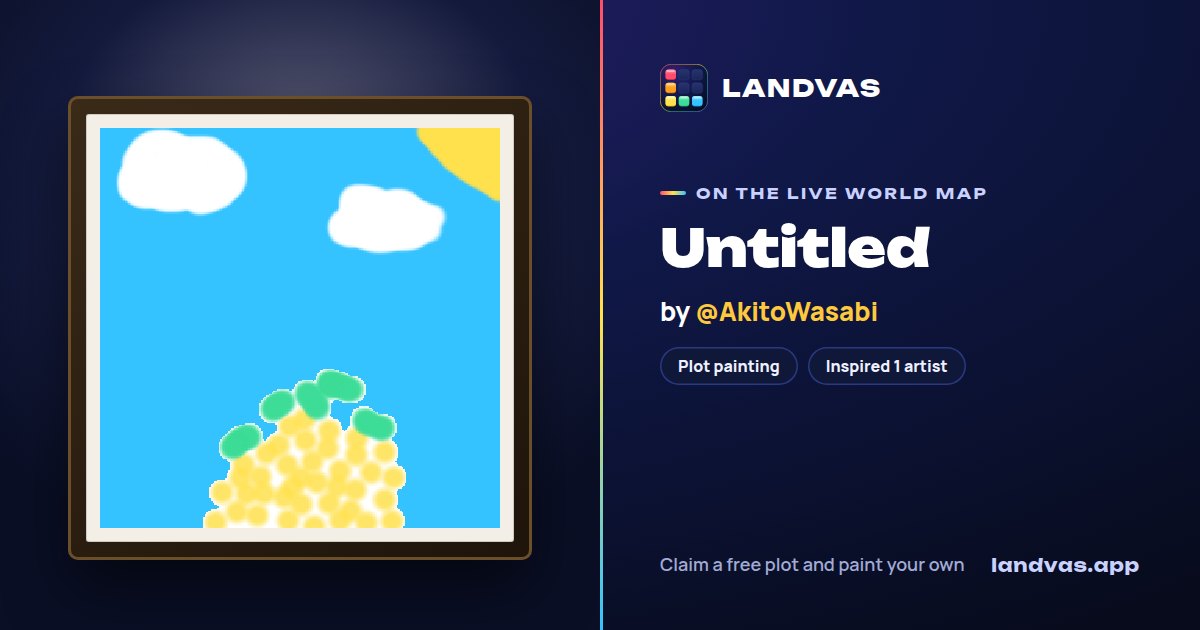 LANDVAS
ON THE LIVE WORLD MAP
Untitled
by @AkitoWasabi
Plot painting
Inspired 1 artist
Claim a free plot and paint your own
landvas.app